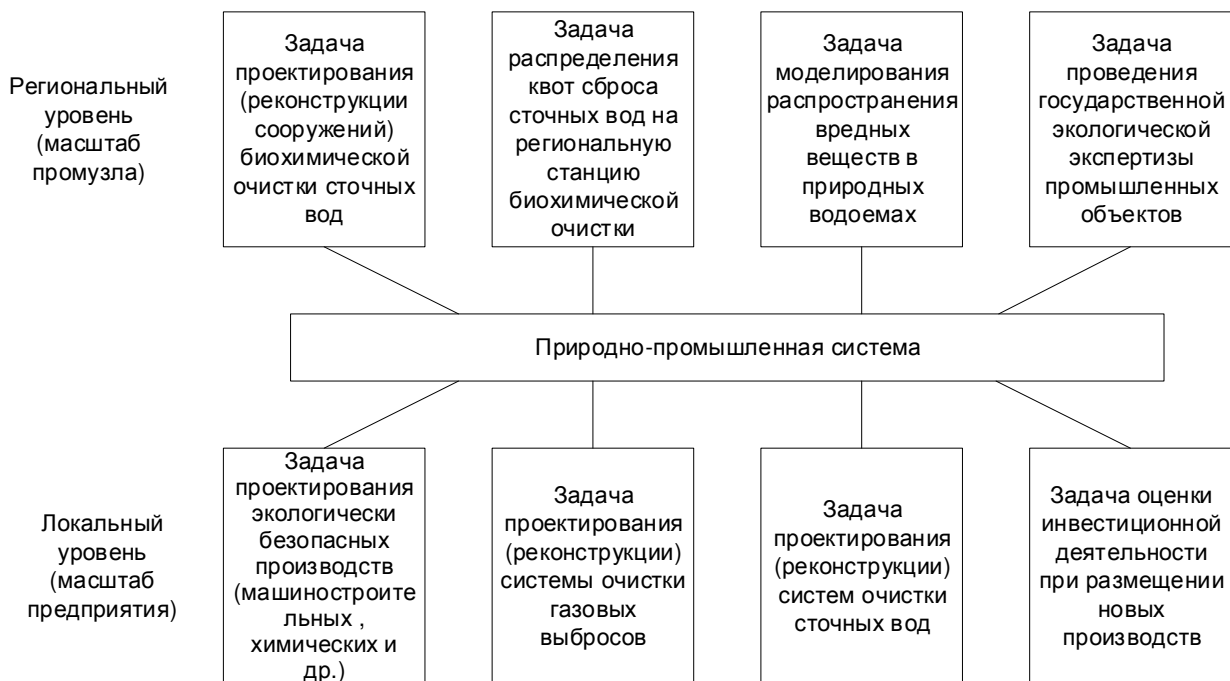 Региональный
уровень
(масштаб
промузла)
Задача
проектирования
(реконструкции
сооружений)
биохимической
очистки сточных
вод
Задача
распределения
квот сброса
сточных вод на
региональную
станцию
биохимической
очистки
Задача
моделирования
распространения
вредных
веществ в
природных
водоемах
Задача
проведения
государственной
экологической
экспертизы
промышленных
объектов
Природно-промышленная система
Локальный
уровень
(масштаб
предприятия)
Задача
проектирования
экологически
безопасных
производств
(машиностроите
льных ,
химических и
др.)
Задача
проектирования
(реконструкции)
системы очистки
газовых
выбросов
Задача
проектирования
(реконструкции)
систем очистки
сточных вод
Задача оценки
инвестиционной
деятельности
при размещении
новых
производств